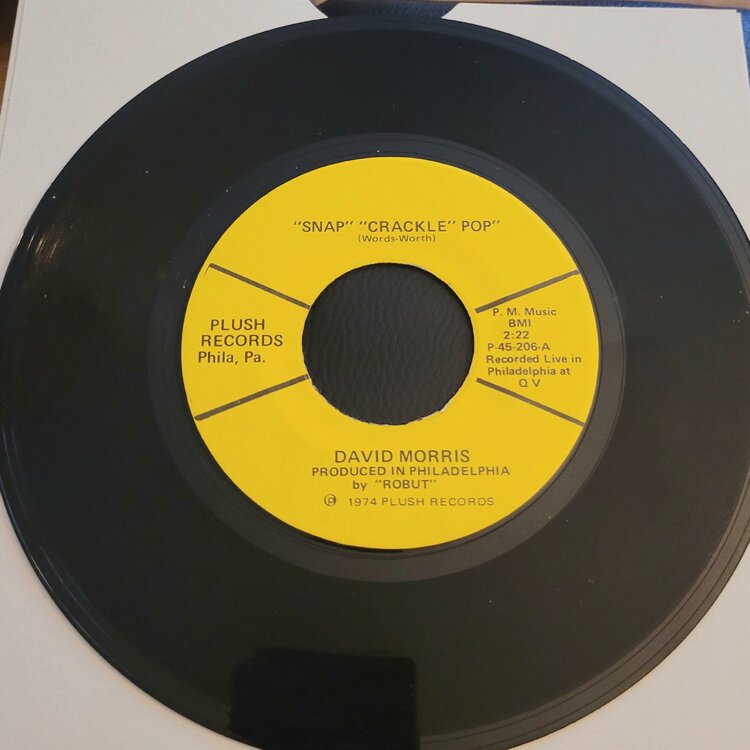 "SNAP" "CRACKLE" POP"
(Words-Worth)
PLUSH
RECORDS
Phila, Pa.
P. M. Music
BMI
2:22
P-45-206-A
Recorded Live in
Philadelphia at
Q V
DAVID MORRIS
PRODUCED IN PHILADELPHIA
by "ROBUT"
℗ 1974 PLUSH RECORDS